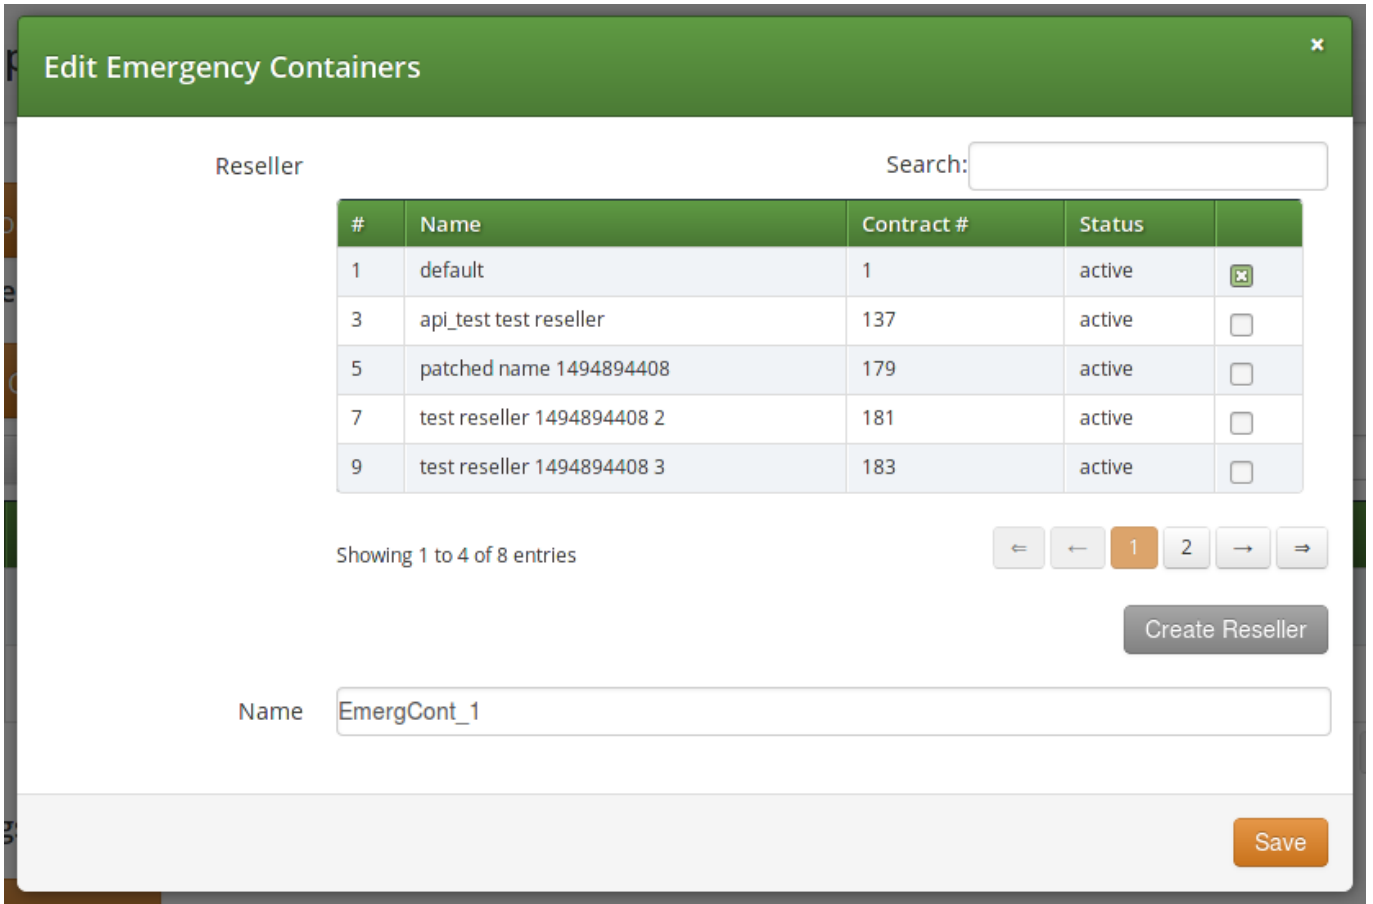 Edit Emergency Containers
×
Reseller
Search:
# Name Contract # Status
1 default 1 active
3 api_test test reseller 137 active
5 patched name 1494894408 179 active
7 test reseller 1494894408 2 181 active
9 test reseller 1494894408 3 183 active
Showing 1 to 4 of 8 entries
⇐ ← 1 2 → ⇒
Create Reseller
Name EmergCont_1
Save